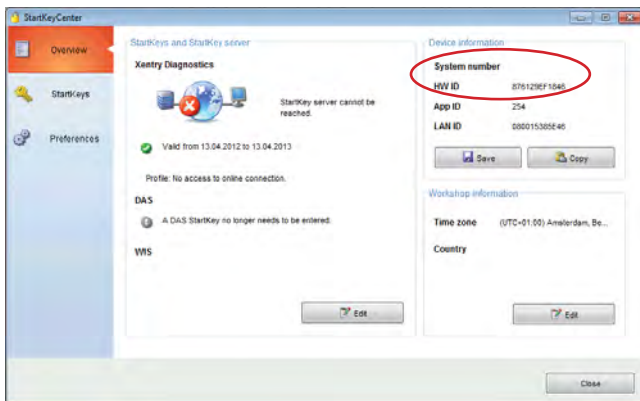 StartKeyCenter
Overview
StartKeys
Preferences
StartKeys and StartKey server
Xentry Diagnostics
StartKey server cannot be
reached.
Valid from 13.04.2012 to 13.04.2013
Profile: No access to online connection.
DAS
A DAS StartKey no longer needs to be entered.
WIS
Edit
Device information
System number
HW ID 876129EF1846
App ID 254
LAN ID 080015385E46
Save Copy
Workshop information
Time zone (UTC+01:00) Amsterdam, Be...
Country
Edit
Close